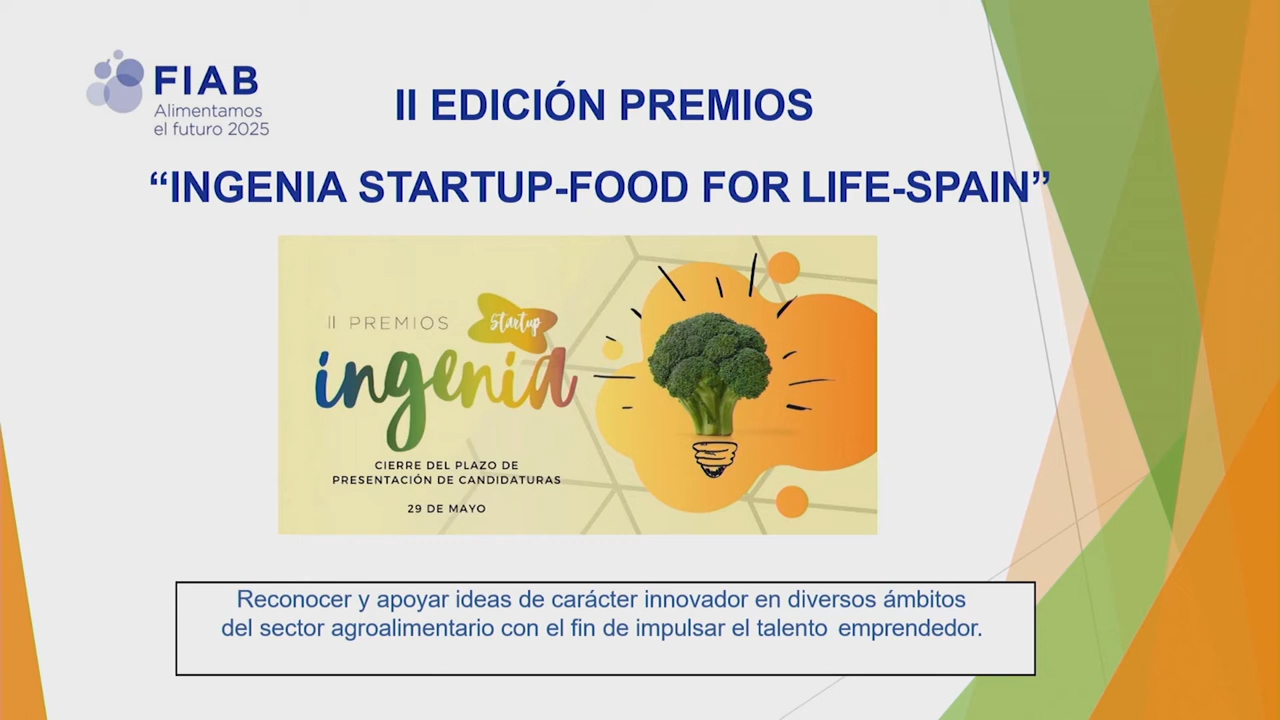 FIAB
Alimentamos
el futuro 2025
II EDICIÓN PREMIOS
“INGENIA STARTUP-FOOD FOR LIFE-SPAIN”
II PREMIOS
Startup
ingenia
CIERRE DEL PLAZO DE
PRESENTACIÓN DE CANDIDATURAS
29 DE MAYO
Reconocer y apoyar ideas de carácter innovador en diversos ámbitos
del sector agroalimentario con el fin de impulsar el talento emprendedor.